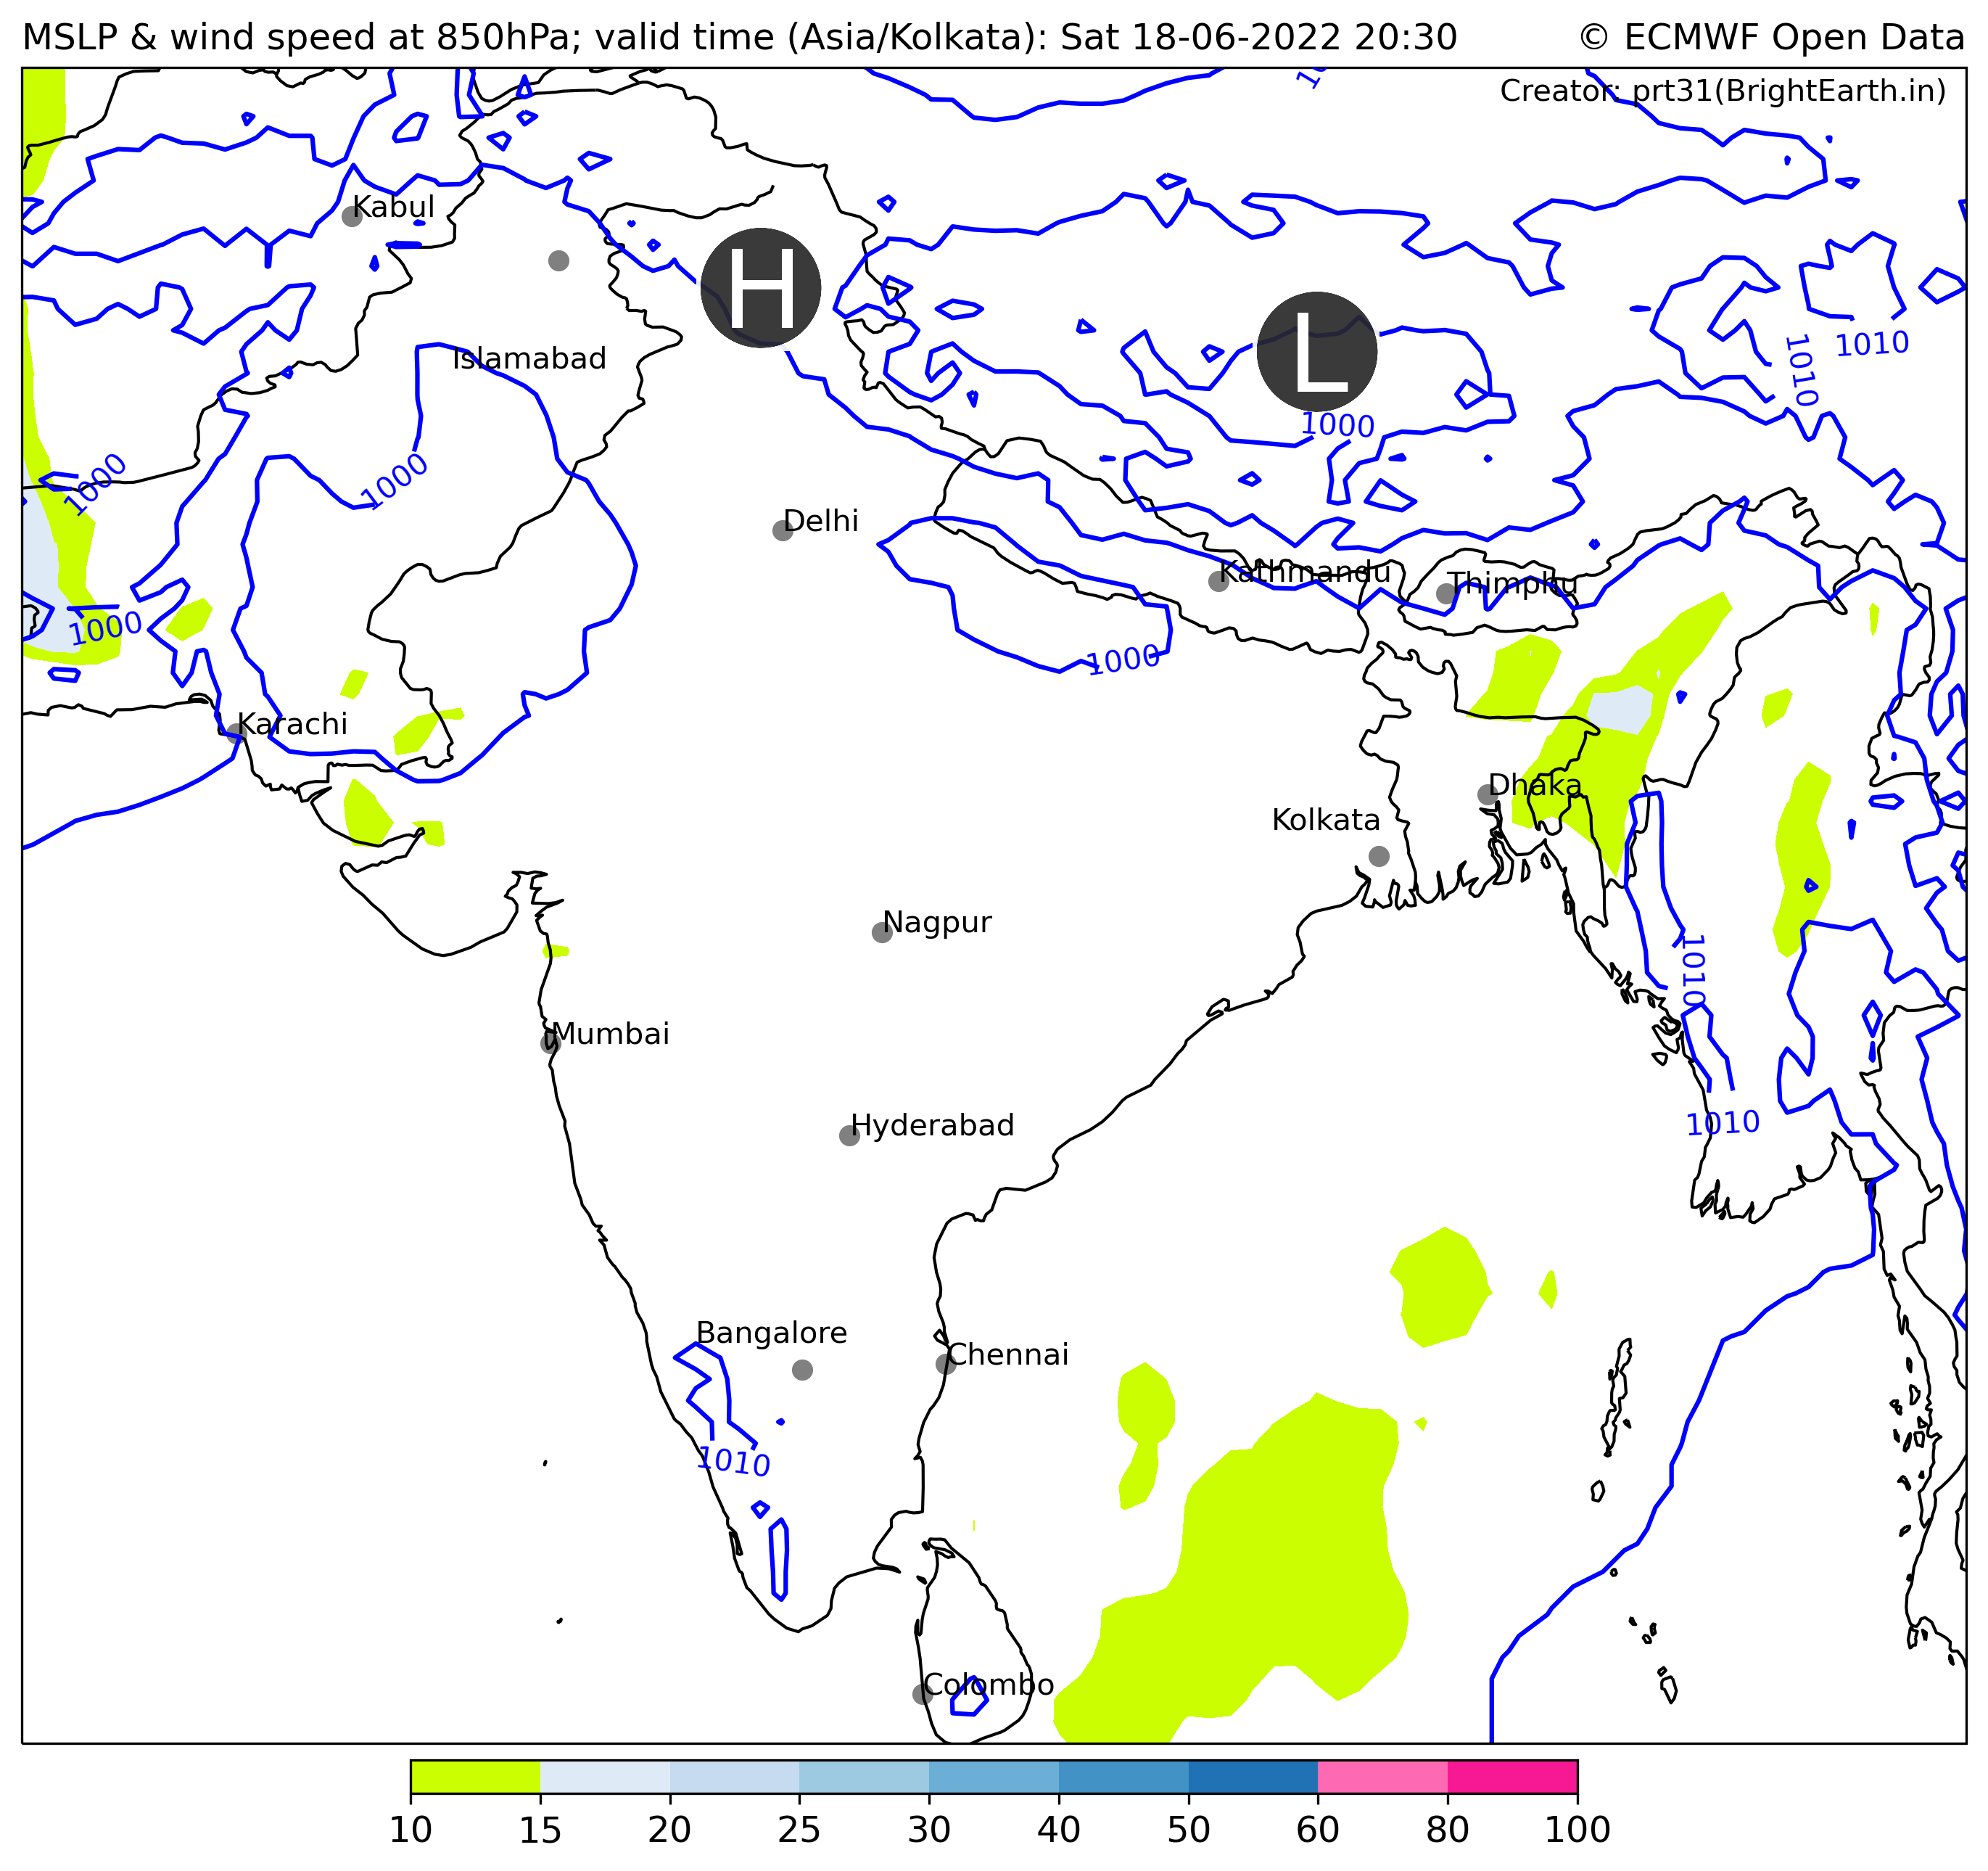 MSLP & wind speed at 850hPa; valid time (Asia/Kolkata): Sat 18-06-2022 20:30
© ECMWF Open Data
Creator: prt31(BrightEarth.in)
Kabul
H
L
1010
1010
Islamabad
1000
1000
1000
Delhi
Kathmandu
Thimphu
1000
1000
Karachi
Dhaka
Kolkata
Nagpur
1010
Mumbai
1010
Hyderabad
Bangalore
Chennai
1010
Colombo
10 15 20 25 30 40 50 60 80 100